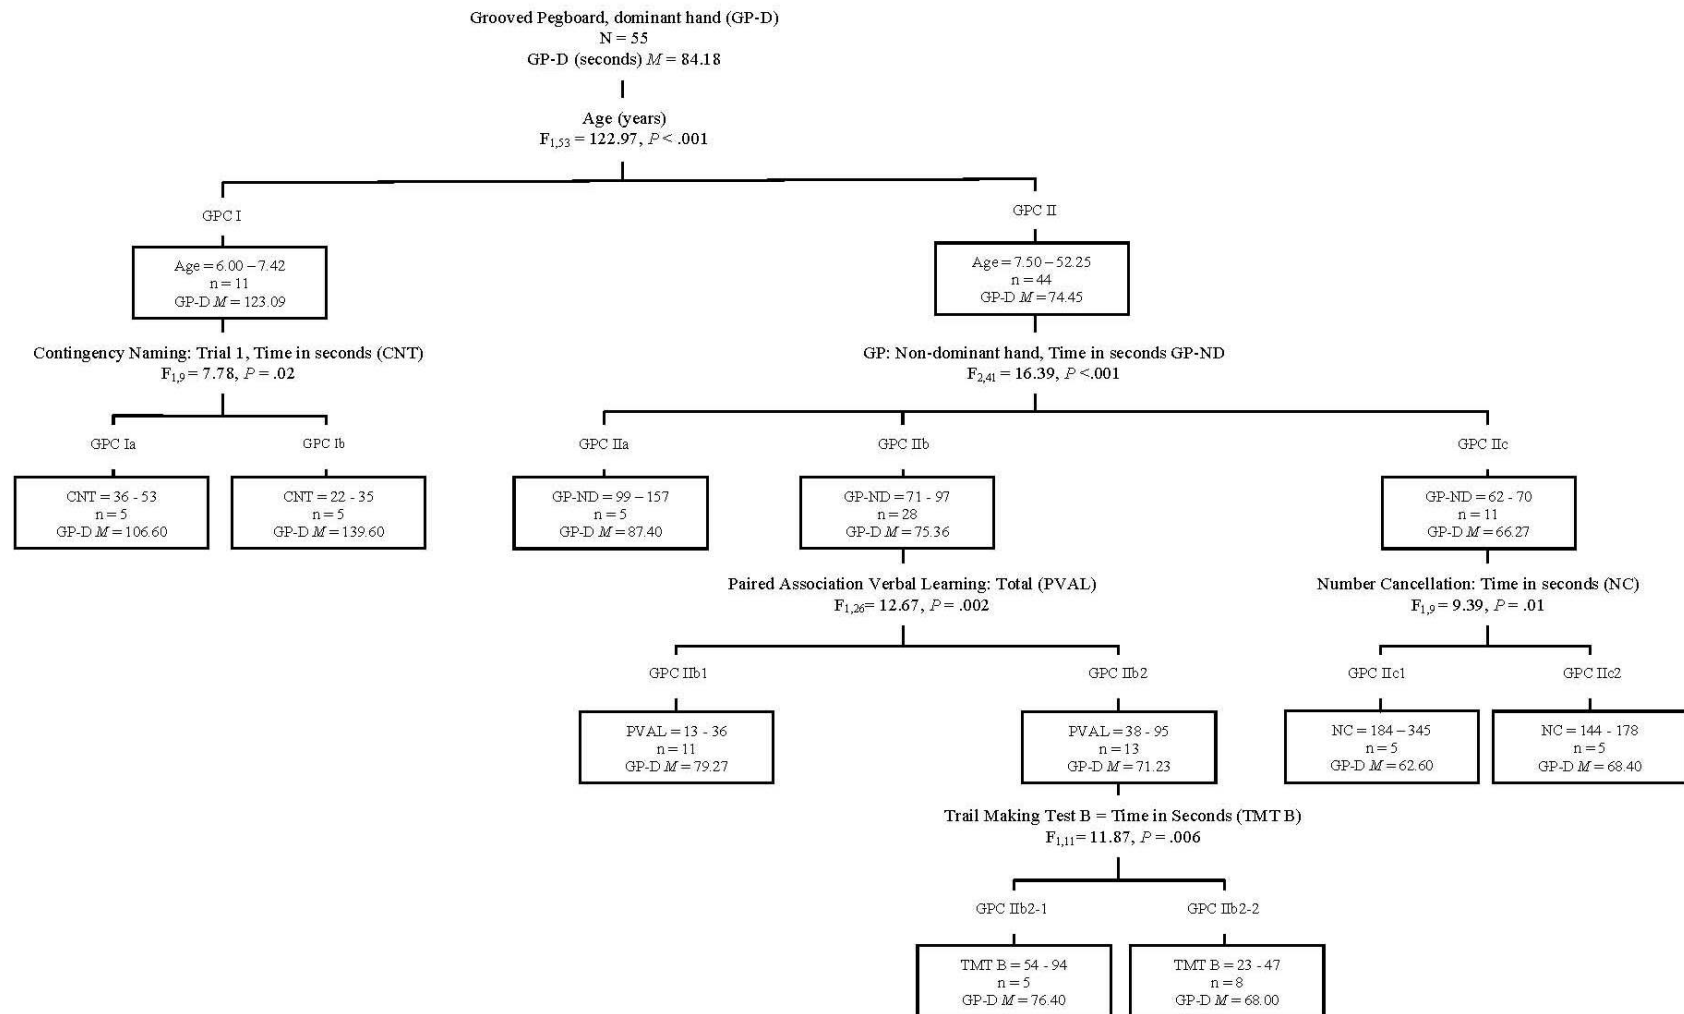 Grooved Pegboard, dominant hand (GP-D)
N = 55
GP-D (seconds) M = 84.18
Age (years)
F1,53 = 122.97, P < .001
GPC I
GPC II
Age = 6.00 – 7.42
n = 11
GP-D M = 123.09
Age = 7.50 – 52.25
n = 44
GP-D M = 74.45
Contingency Naming: Trial 1, Time in seconds (CNT)
F1,9 = 7.78, P = .02
GP: Non-dominant hand, Time in seconds GP-ND
F2,41 = 16.39, P <.001
GPC Ia
GPC Ib
GPC IIa
GPC IIb
GPC IIc
CNT = 36 - 53
n = 5
GP-D M = 106.60
CNT = 22 - 35
n = 5
GP-D M = 139.60
GP-ND = 99 – 157
n = 5
GP-D M = 87.40
GP-ND = 71 - 97
n = 28
GP-D M = 75.36
GP-ND = 62 - 70
n = 11
GP-D M = 66.27
Paired Association Verbal Learning: Total (PVAL)
F1,26= 12.67, P = .002
Number Cancellation: Time in seconds (NC)
F1,9= 9.39, P = .01
GPC IIb1
GPC IIb2
GPC IIc1
GPC IIc2
PVAL = 13 - 36
n = 11
GP-D M = 79.27
PVAL = 38 - 95
n = 13
GP-D M = 71.23
NC = 184 – 345
n = 5
GP-D M = 62.60
NC = 144 - 178
n = 5
GP-D M = 68.40
Trail Making Test B = Time in Seconds (TMT B)
F1,11= 11.87, P = .006
GPC IIb2-1
GPC IIb2-2
TMT B = 54 - 94
n = 5
GP-D M = 76.40
TMT B = 23 - 47
n = 8
GP-D M = 68.00